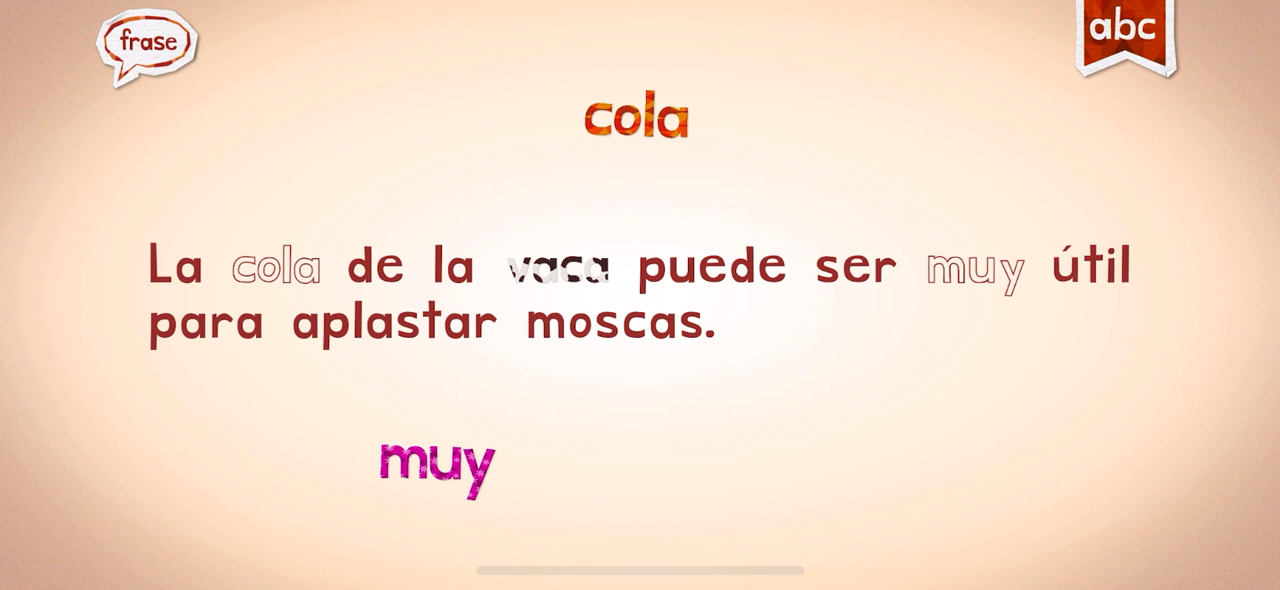 frase
abc
cola
La cola de la vaca puede ser muy útil
para aplastar moscas.
muy